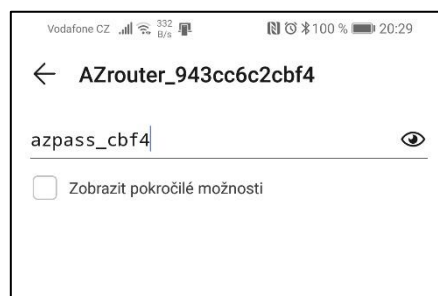 Vodafone CZ 332 B/s 100 % 20:29
AZrouter_943cc6c2cbf4
azpass_cbf4
Zobrazit pokročilé možnosti